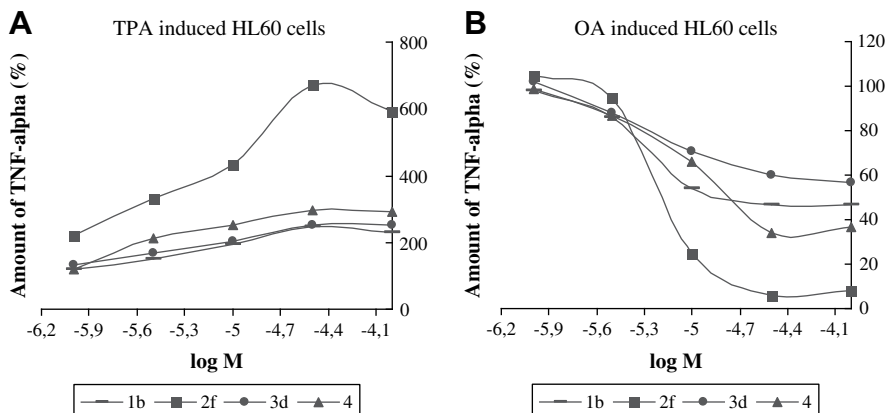 A
TPA induced HL60 cells
Amount of TNF-alpha (%)
800
600
400
200
0
-6,2 -5,9 -5,6 -5,3 -5 -4,7 -4,4 -4,1
log M
1b 2f 3d 4
B
OA induced HL60 cells
Amount of TNF-alpha (%)
120
100
80
60
40
20
0
-6,2 -5,9 -5,6 -5,3 -5 -4,7 -4,4 -4,1
log M
1b 2f 3d 4